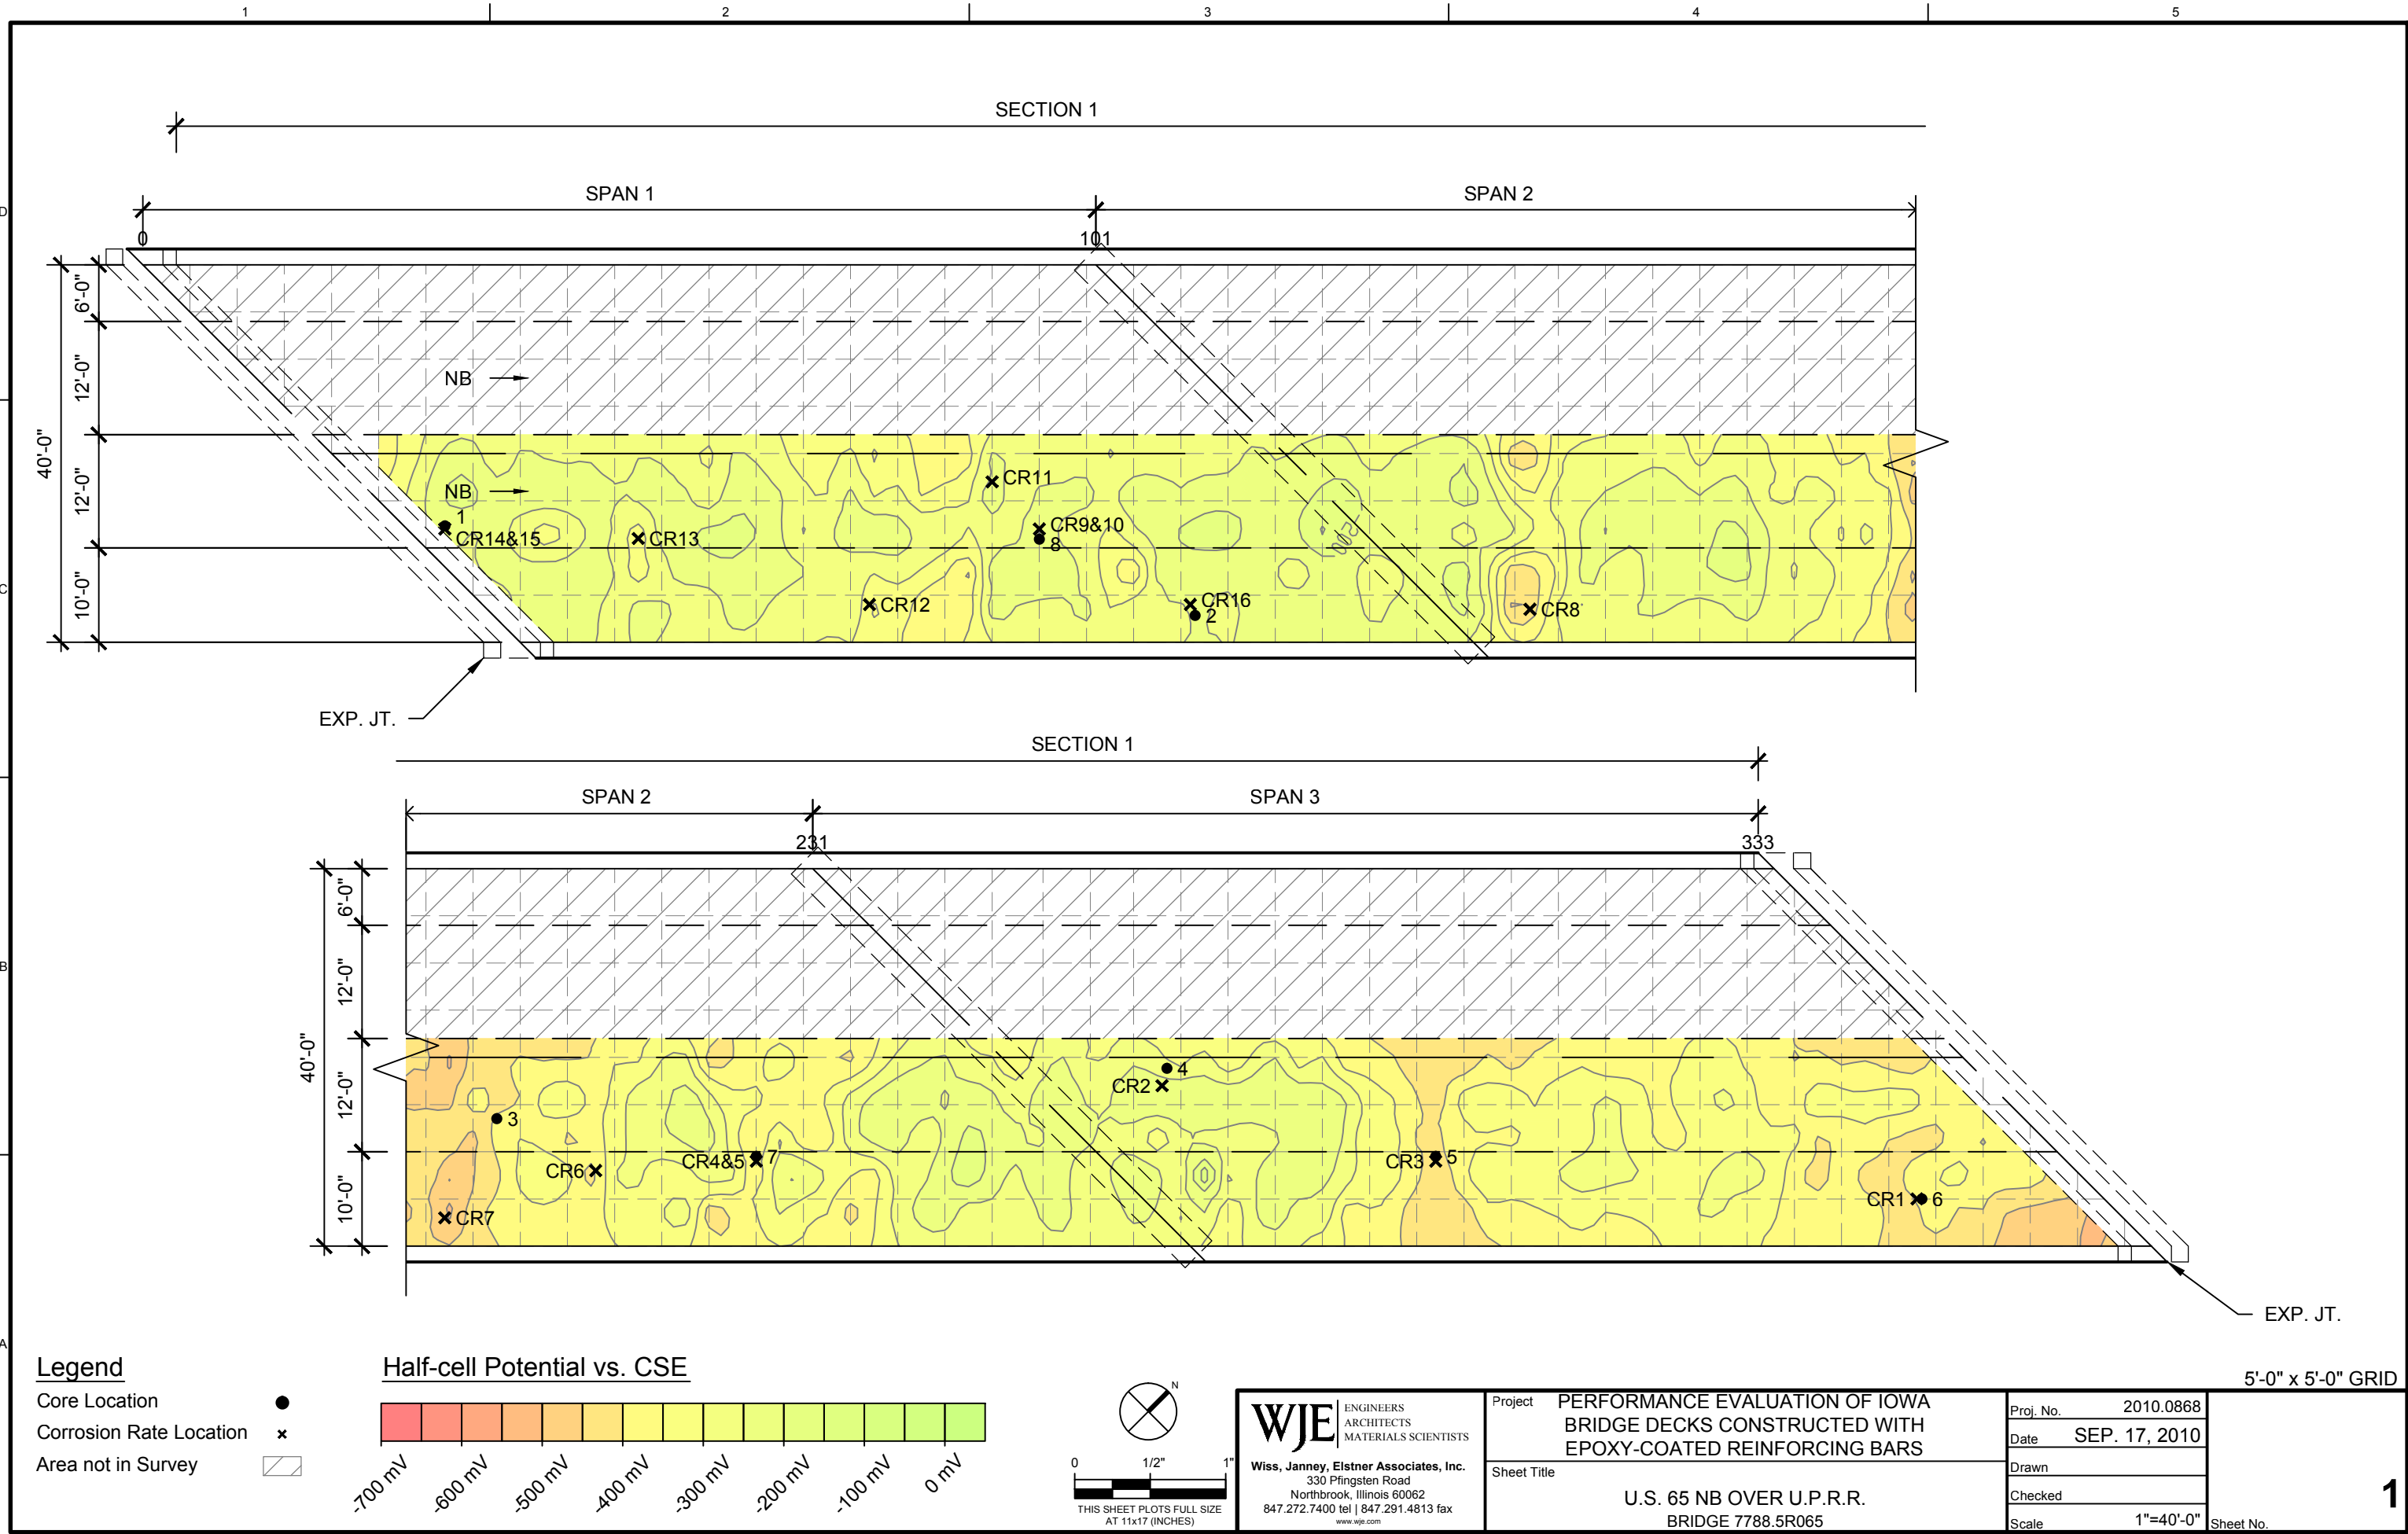 1 2 3 4 5
SECTION 1
SPAN 1 SPAN 2
D
0 101
6'-0"
12'-0"
NB
40'-0"
12'-0"
NB
CR11
1
CR14&15
CR13
CR9&10
8
-500
C
10'-0"
CR12
CR16
2
CR8
EXP. JT.
SECTION 1
SPAN 2 SPAN 3
231 333
6'-0"
B
12'-0"
40'-0"
12'-0"
4
CR2
3
CR6
CR4&5 7
CR3 5
10'-0"
CR7
CR1 6
EXP. JT.
A
5'-0" x 5'-0" GRID
Legend
Core Location
Corrosion Rate Location
Area not in Survey
Half-cell Potential vs. CSE
-700 mV -600 mV -500 mV -400 mV -300 mV -200 mV -100 mV 0 mV
N
0 1/2" 1"
THIS SHEET PLOTS FULL SIZE
AT 11x17 (INCHES)
WJE
ENGINEERS
ARCHITECTS
MATERIALS SCIENTISTS
Wiss, Janney, Elstner Associates, Inc.
330 Pfingsten Road
Northbrook, Illinois 60062
847.272.7400 tel | 847.291.4813 fax
www.wje.com
Project PERFORMANCE EVALUATION OF IOWA
BRIDGE DECKS CONSTRUCTED WITH
EPOXY-COATED REINFORCING BARS
Sheet Title
U.S. 65 NB OVER U.P.R.R.
BRIDGE 7788.5R065
Proj. No. 2010.0868
Date SEP. 17, 2010
Drawn
Checked
Scale 1"=40'-0"
Sheet No.
1